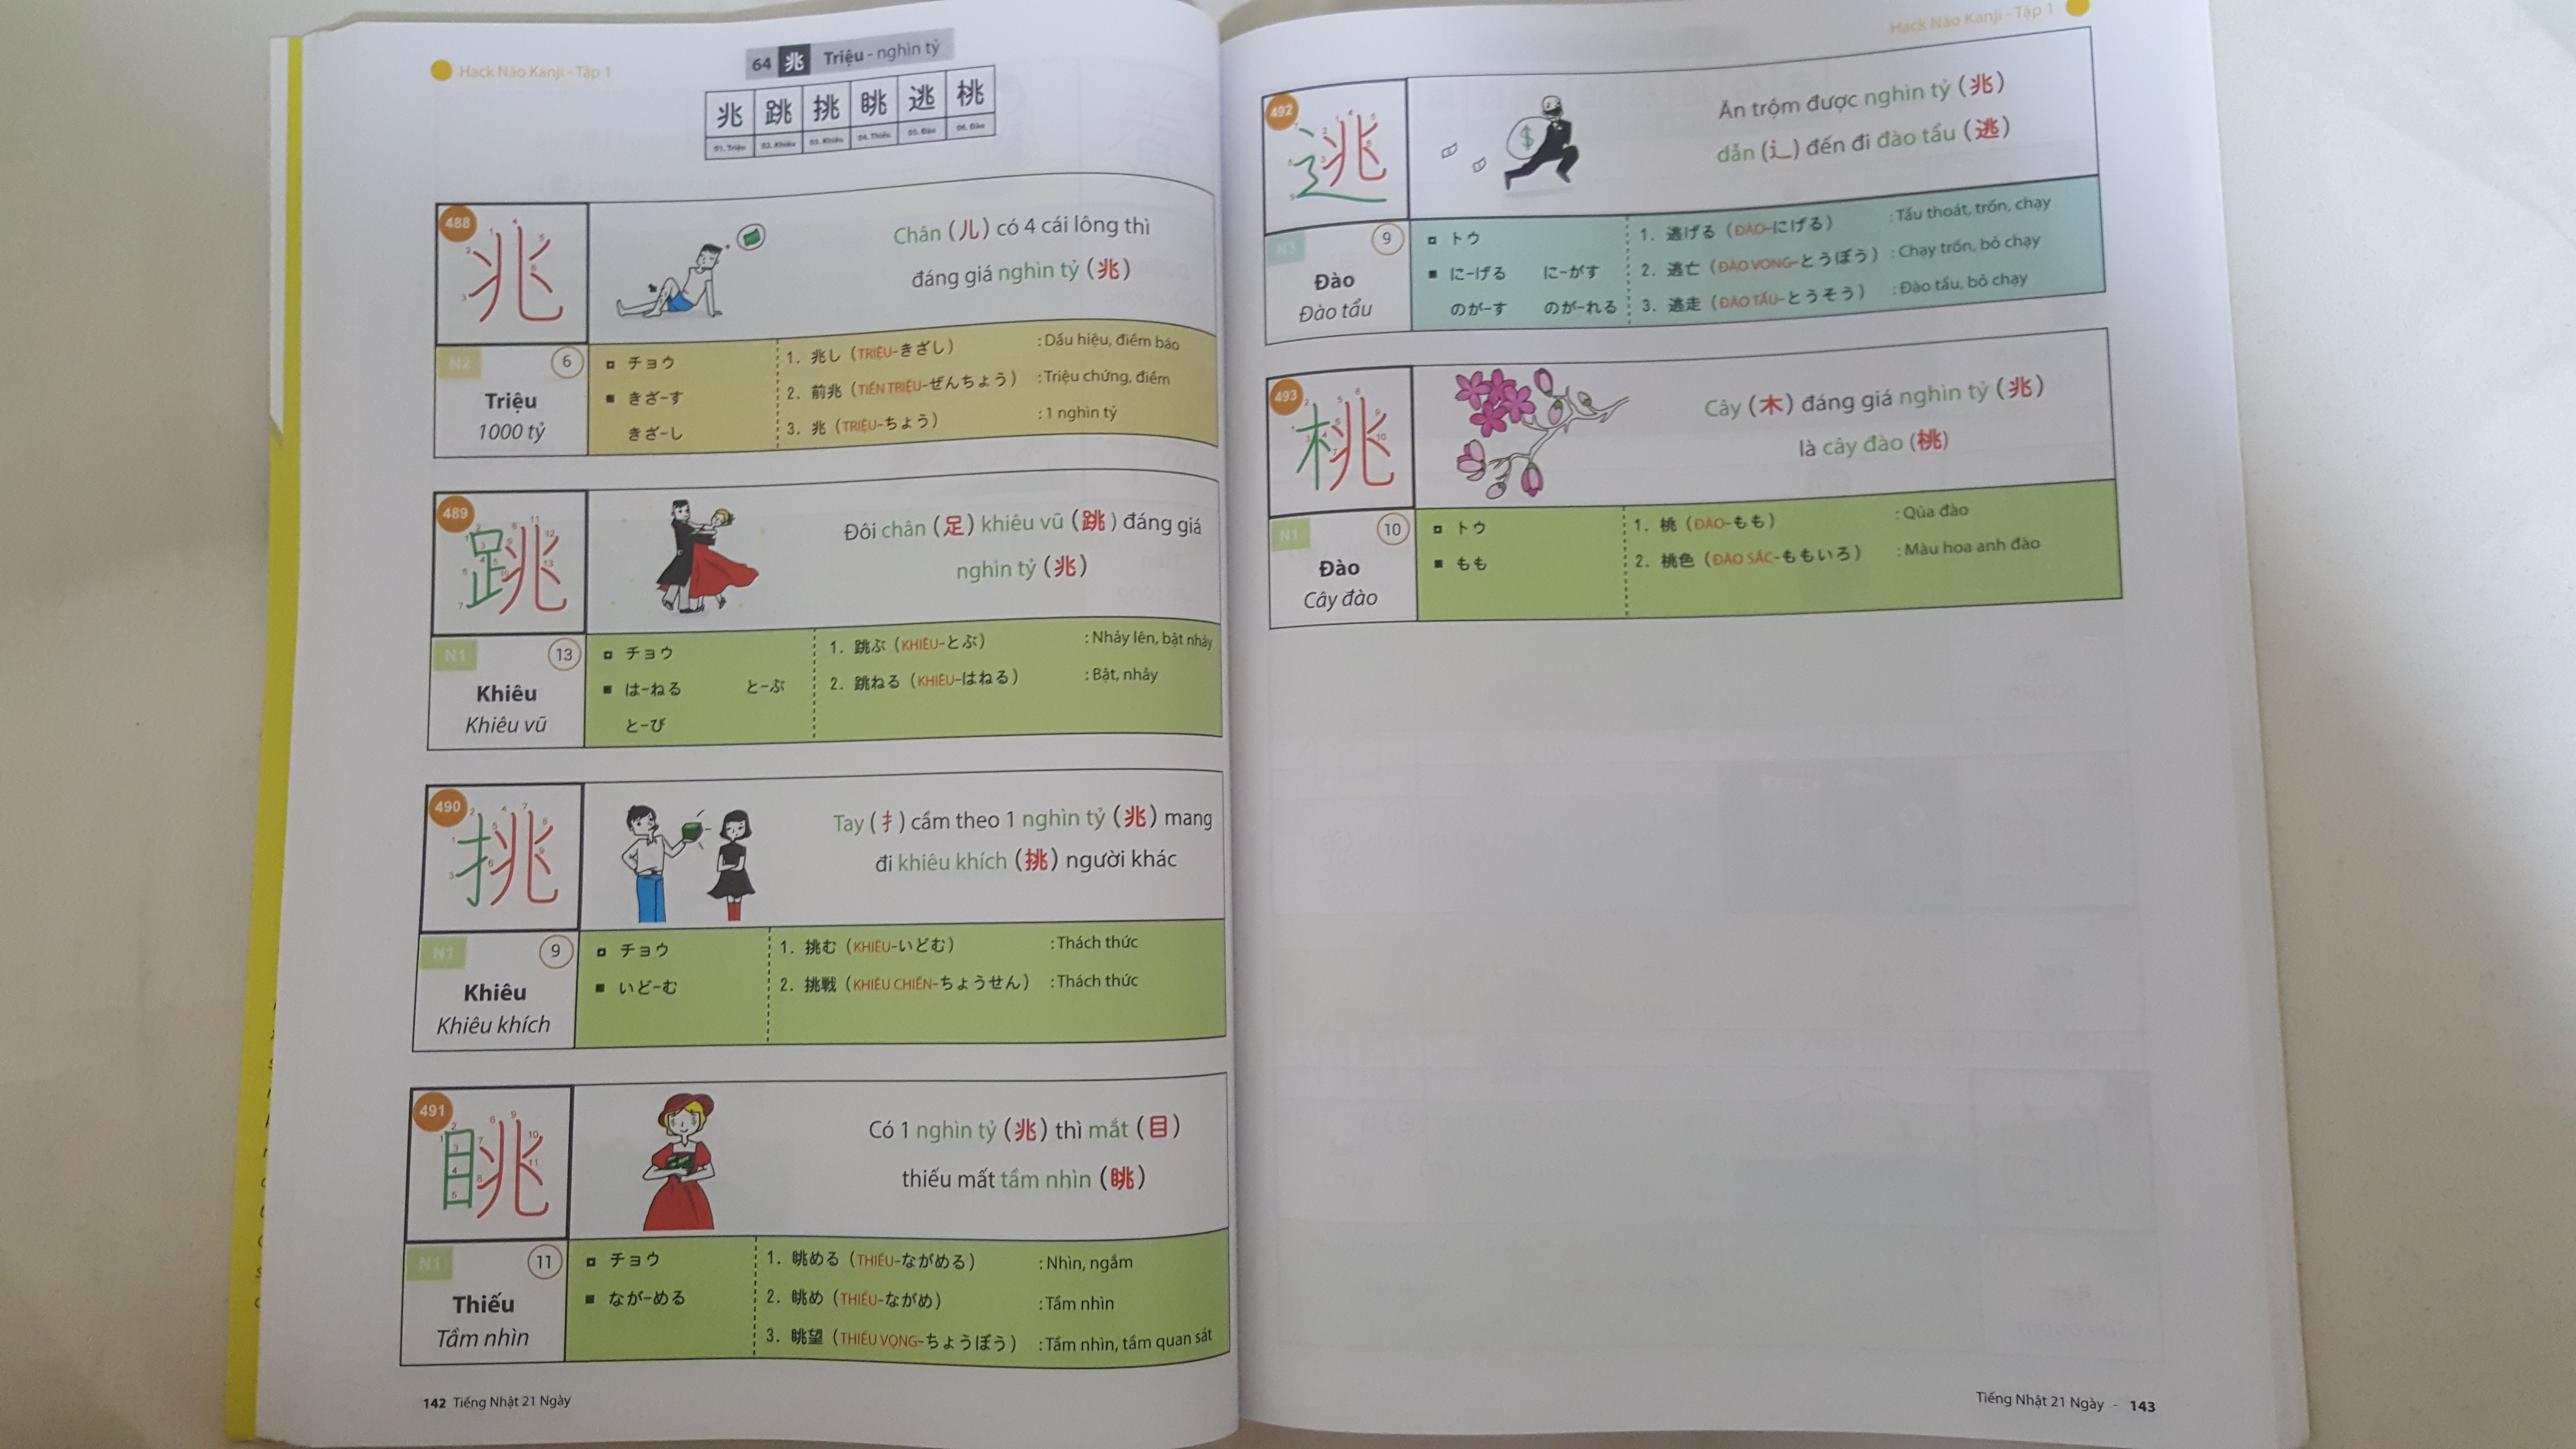 Hack Não Kanji - Tập 1
64 兆 Triệu - nghìn tỷ
兆 跳 挑 眺 逃 桃
01. Triệu 02. Khiêu 03. Khiêu 04. Thiếu 05. Đào 06. Đào
488
兆
N2
6
Triệu
1000 tỷ
Chân (儿) có 4 cái lông thì
đáng giá nghìn tỷ (兆)
チョウ
きざ-す
きざ-し
1. 兆し (TRIỆU-きざし) : Dấu hiệu, điềm báo
2. 前兆 (TIỀN TRIỆU-ぜんちょう) : Triệu chứng, điềm
3. 兆 (TRIỆU-ちょう) : 1 nghìn tỷ
489
跳
N1
13
Khiêu
Khiêu vũ
Đôi chân (足) khiêu vũ (跳) đáng giá
nghìn tỷ (兆)
チョウ
は-ねる と-ぶ
と-び
1. 跳ぶ (KHIÊU-とぶ) : Nhảy lên, bật nhảy
2. 跳ねる (KHIÊU-はねる) : Bật, nhảy
490
挑
N1
9
Khiêu
Khiêu khích
Tay (扌) cầm theo 1 nghìn tỷ (兆) mang
đi khiêu khích (挑) người khác
チョウ
いど-む
1. 挑む (KHIÊU-いどむ) : Thách thức
2. 挑戦 (KHIÊU CHIẾN-ちょうせん) : Thách thức
491
眺
N1
11
Thiếu
Tầm nhìn
Có 1 nghìn tỷ (兆) thì mắt (目)
thiếu mất tầm nhìn (眺)
チョウ
なが-める
1. 眺める (THIẾU-ながめる) : Nhìn, ngắm
2. 眺め (THIẾU-ながめ) : Tầm nhìn
3. 眺望 (THIẾU VỌNG-ちょうぼう) : Tầm nhìn, tầm quan sát
142 Tiếng Nhật 21 Ngày
Hack Não Kanji - Tập 1
492
逃
N3
9
Đào
Đào tẩu
Ăn trộm được nghìn tỷ (兆)
dẫn (辶) đến đi đào tẩu (逃)
トウ
に-げる に-がす
のが-す のが-れる
1. 逃げる (ĐÀO-にげる) : Tẩu thoát, trốn, chạy
2. 逃亡 (ĐÀO VONG-とうぼう) : Chạy trốn, bỏ chạy
3. 逃走 (ĐÀO TẨU-とうそう) : Đào tẩu, bỏ chạy
493
桃
N1
10
Đào
Cây đào
Cây (木) đáng giá nghìn tỷ (兆)
là cây đào (桃)
トウ
もも
1. 桃 (ĐÀO-もも) : Qủa đào
2. 桃色 (ĐÀO SẮC-ももいろ) : Màu hoa anh đào
Tiếng Nhật 21 Ngày - 143